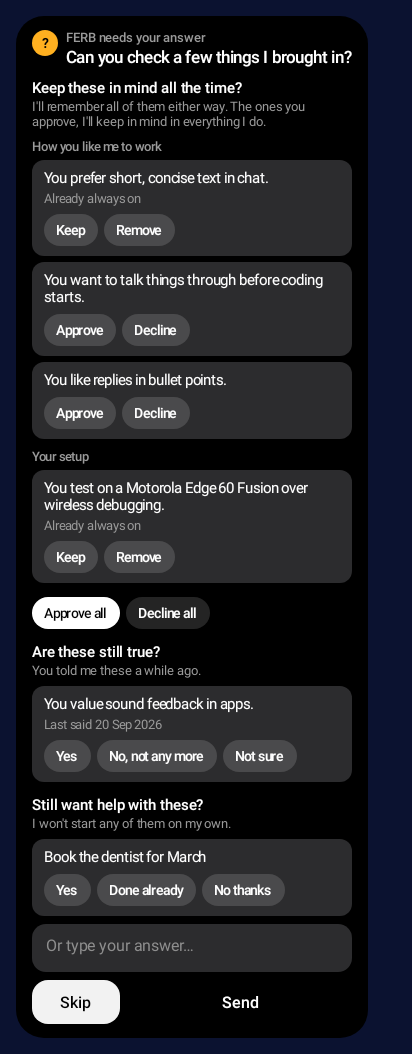 ?
FERB needs your answer
Can you check a few things I brought in?
Keep these in mind all the time?
I'll remember all of them either way. The ones you
approve, I'll keep in mind in everything I do.
How you like me to work
You prefer short, concise text in chat.
Already always on
Keep Remove
You want to talk things through before coding
starts.
Approve Decline
You like replies in bullet points.
Approve Decline
Your setup
You test on a Motorola Edge 60 Fusion over
wireless debugging.
Already always on
Keep Remove
Approve all Decline all
Are these still true?
You told me these a while ago.
You value sound feedback in apps.
Last said 20 Sep 2026
Yes No, not any more Not sure
Still want help with these?
I won't start any of them on my own.
Book the dentist for March
Yes Done already No thanks
Or type your answer...
Skip Send